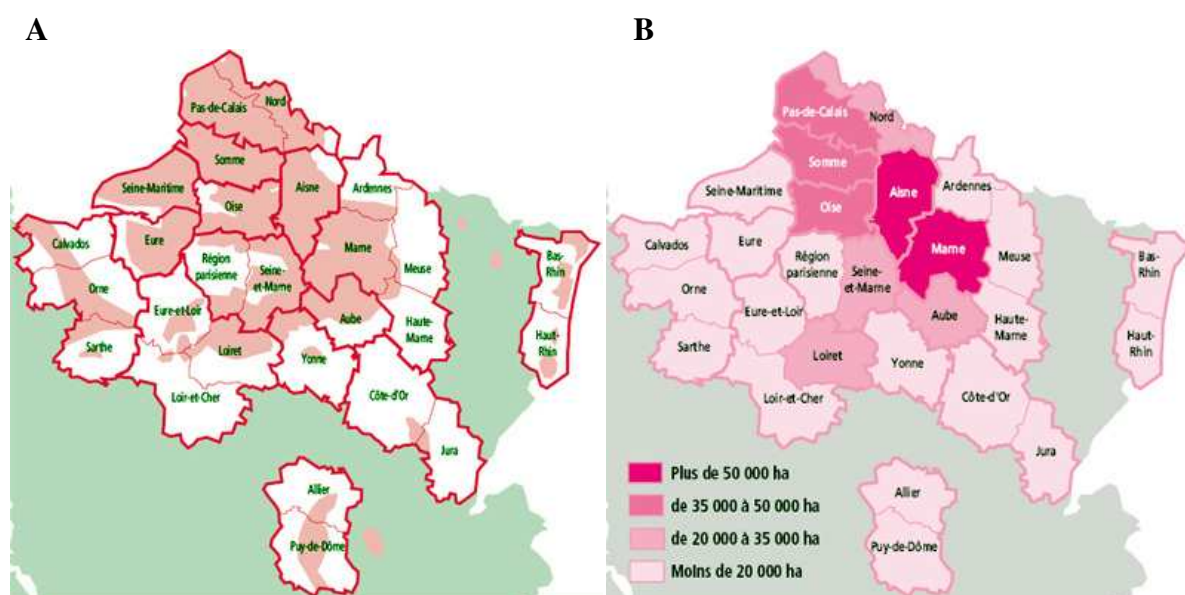 A
Pas-de-Calais
Nord
Somme
Seine-Maritime
Oise
Aisne
Ardennes
Calvados
Eure
Région
parisienne
Seine-
et-Marne
Marne
Meuse
Bas-
Rhin
Orne
Eure-et-Loir
Aube
Haute-
Marne
Haut-
Rhin
Sarthe
Loiret
Yonne
Loir-et-Cher
Côte-d'Or
Jura
Allier
Puy-de-Dôme
B
Pas-de-Calais
Nord
Somme
Seine-Maritime
Oise
Aisne
Ardennes
Calvados
Eure
Région
parisienne
Seine-
et-Marne
Marne
Meuse
Bas-
Rhin
Orne
Eure-et-Loir
Aube
Haute-
Marne
Haut-
Rhin
Sarthe
Loiret
Yonne
Loir-et-Cher
Côte-d'Or
Jura
Allier
Puy-de-Dôme
Plus de 50 000 ha
de 35 000 à 50 000 ha
de 20 000 à 35 000 ha
Moins de 20 000 ha